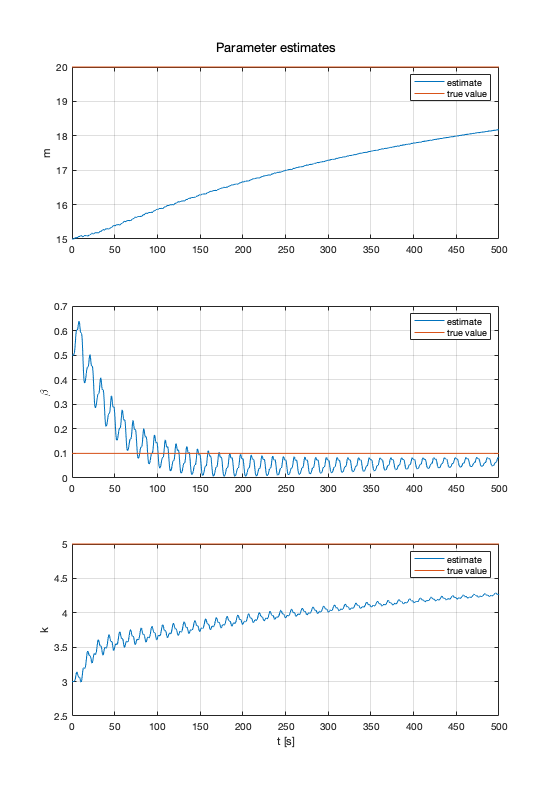 Parameter estimates
20
19
18
17
16
15
m
estimate
true value
0 50 100 150 200 250 300 350 400 450 500
0.7
0.6
0.5
0.4
0.3
0.2
0.1
0
β
estimate
true value
0 50 100 150 200 250 300 350 400 450 500
5
4.5
4
3.5
3
2.5
k
estimate
true value
0 50 100 150 200 250 300 350 400 450 500
t [s]